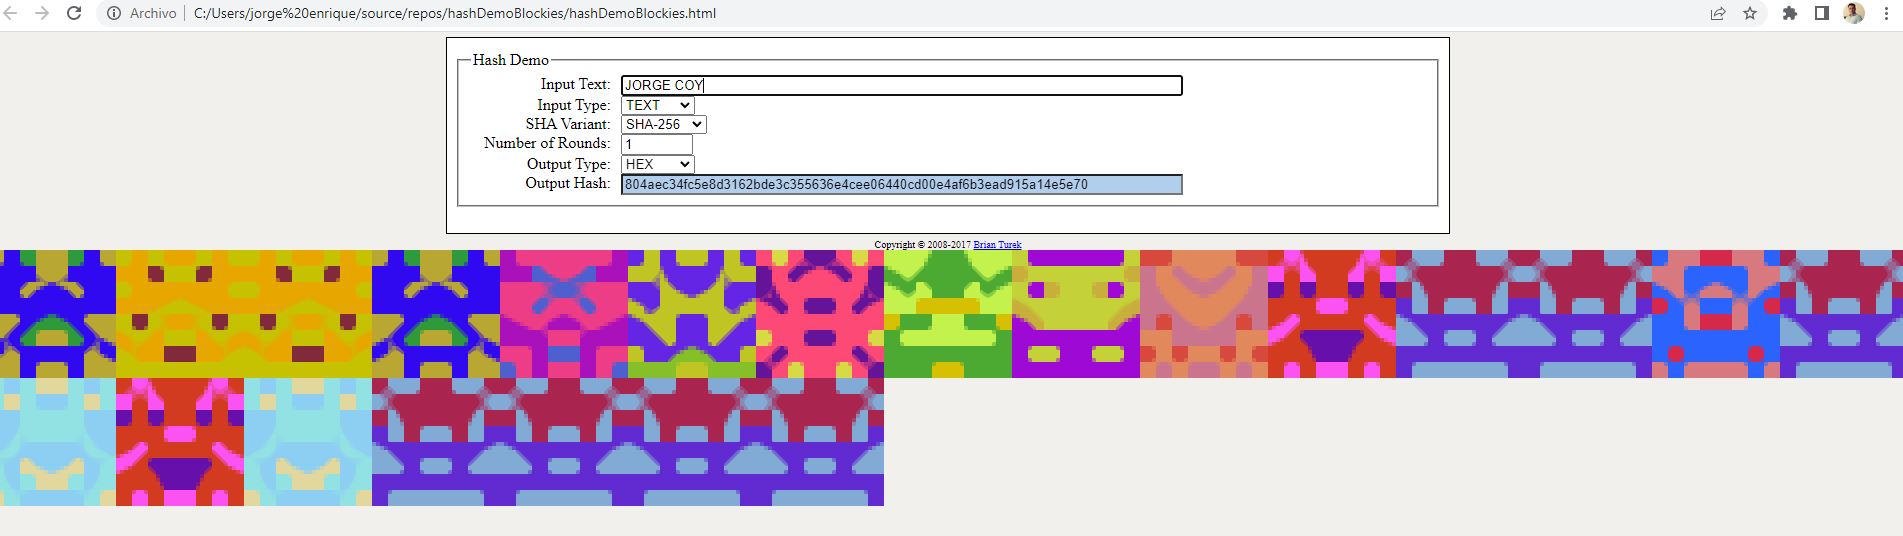 Archivo C:/Users/jorge%20enrique/source/repos/hashDemoBlockies/hashDemoBlockies.html
Hash Demo
Input Text: JORGE COY
Input Type: TEXT
SHA Variant: SHA-256
Number of Rounds: 1
Output Type: HEX
Output Hash: 804aec34fc5e8d3162bde3c355636e4cee06440cd00e4af6b3ead915a14e5e70
Copyright © 2008-2017 Brian Turek